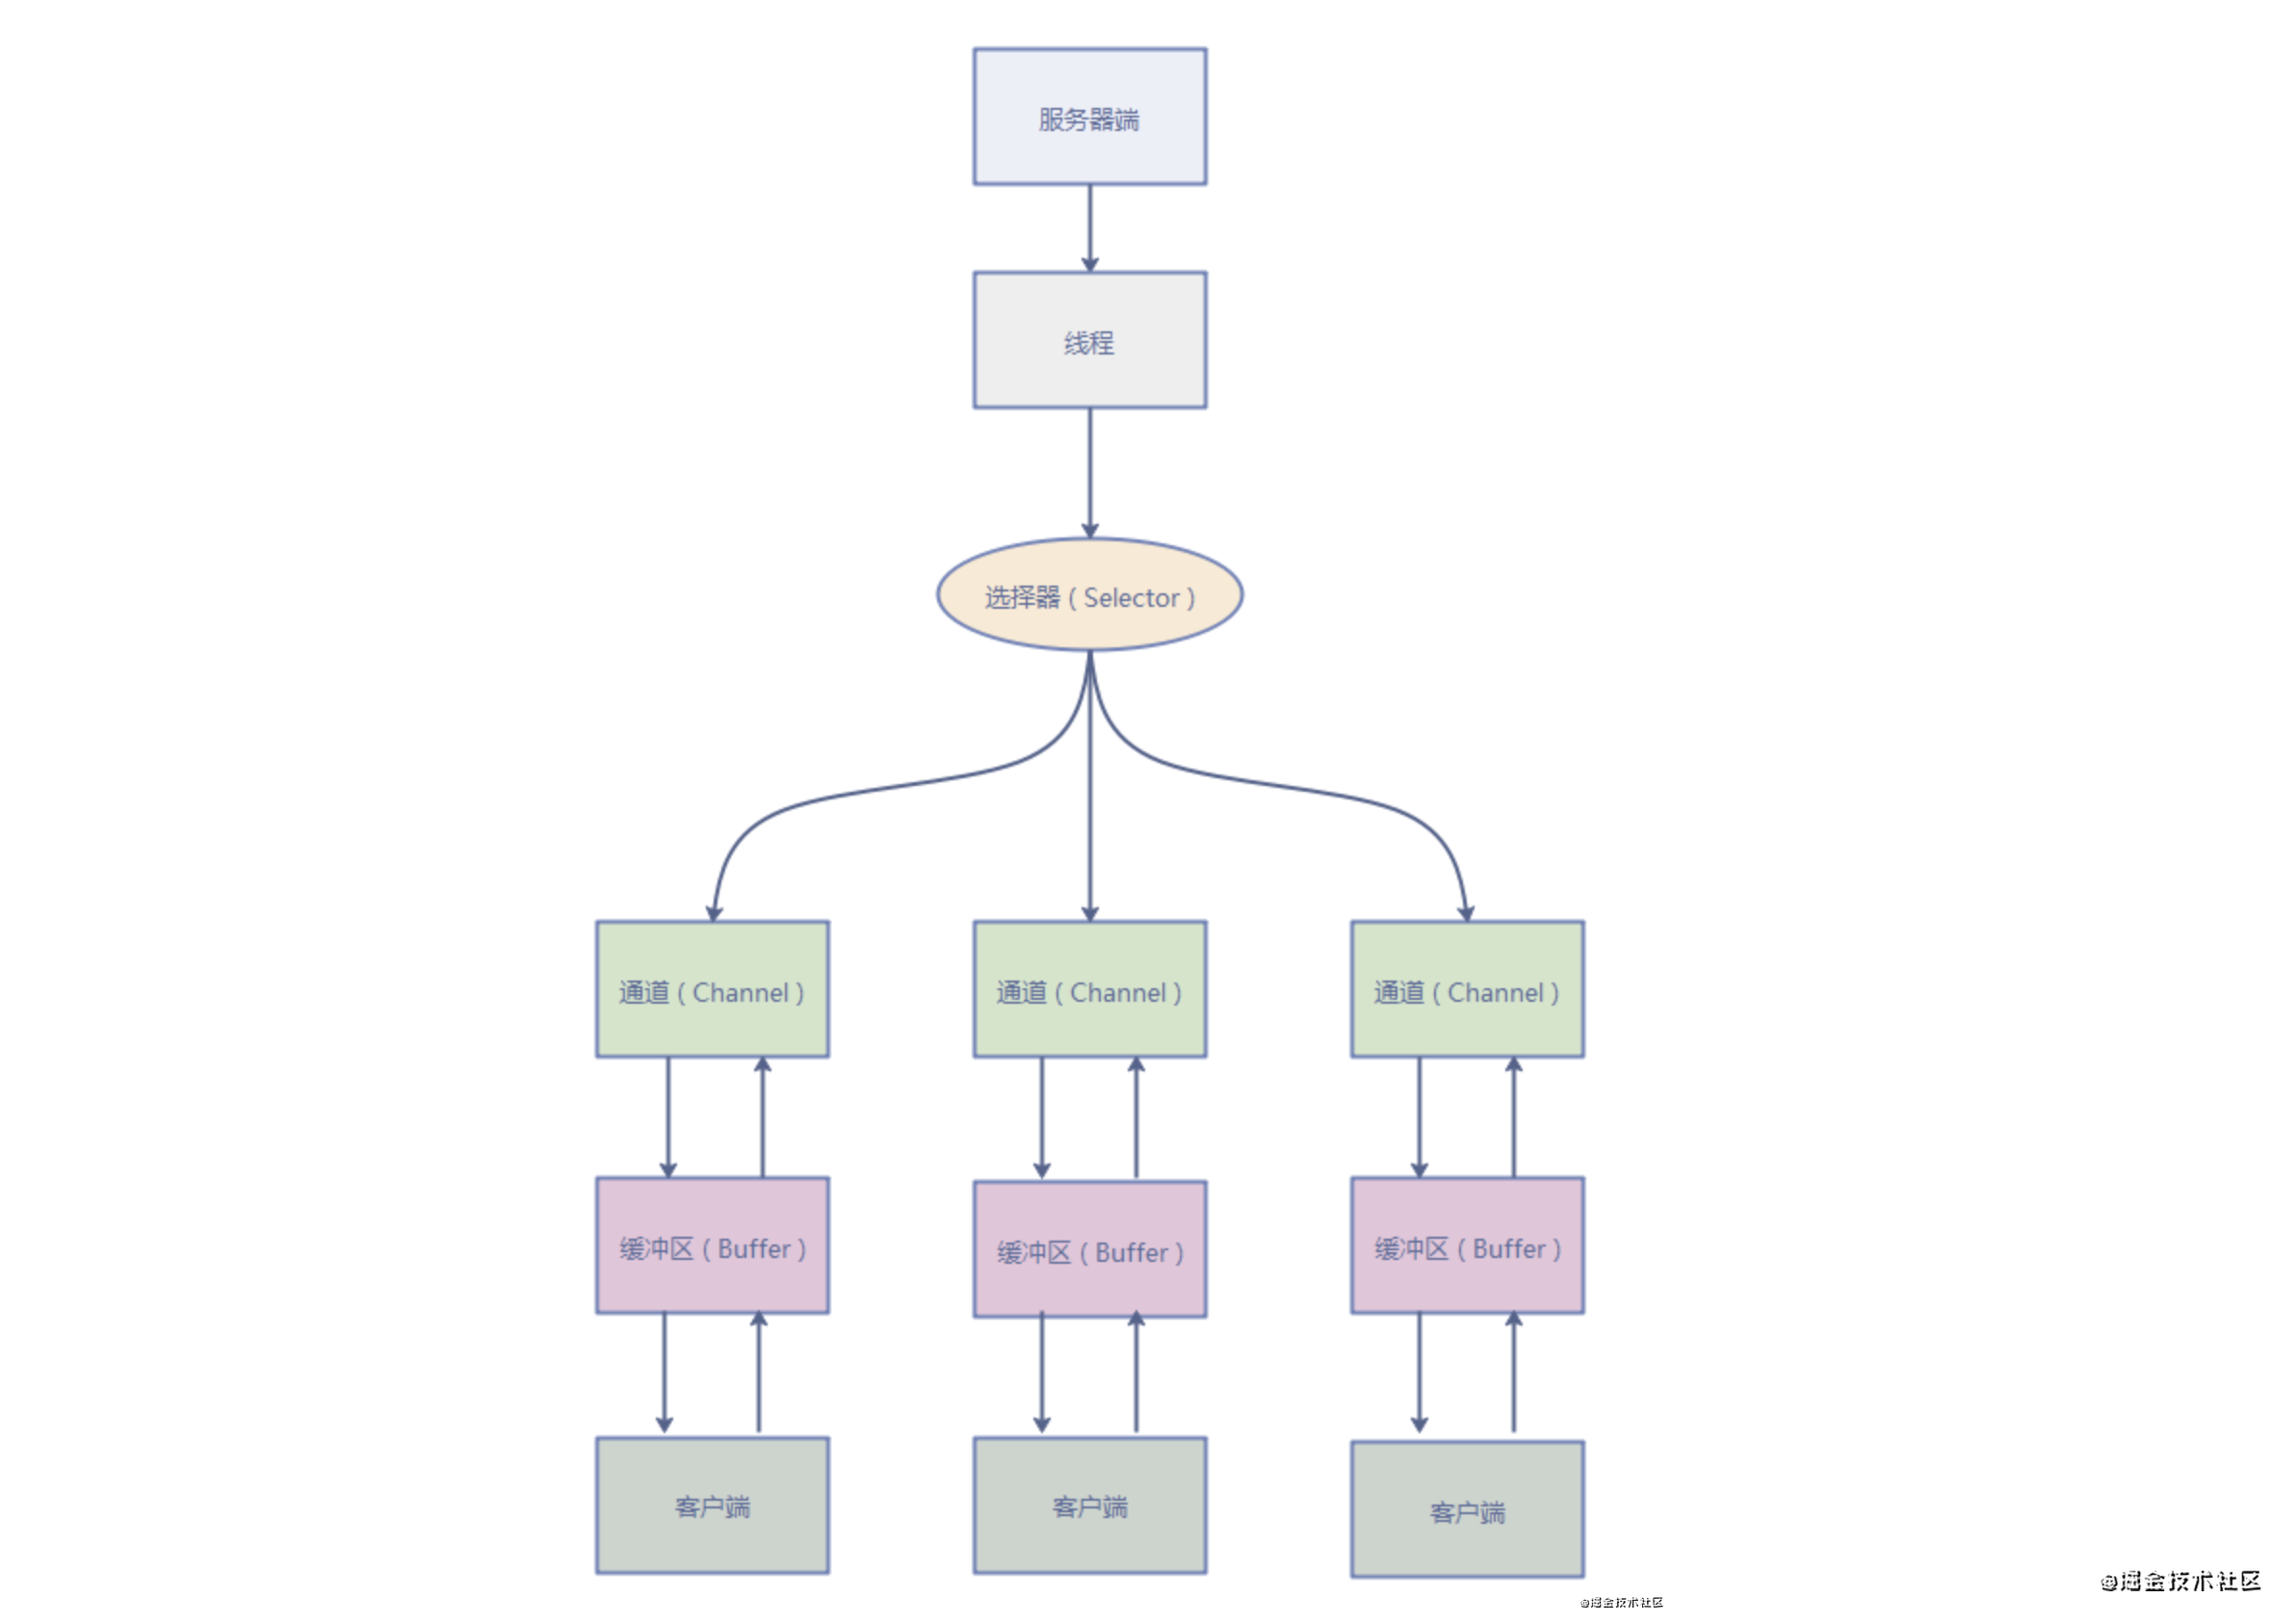 服务器端
线程
选择器（Selector）
通道（Channel） 通道（Channel） 通道（Channel）
缓冲区（Buffer） 缓冲区（Buffer） 缓冲区（Buffer）
客户端 客户端 客户端
@掘金技术社区
@掘金技术社区